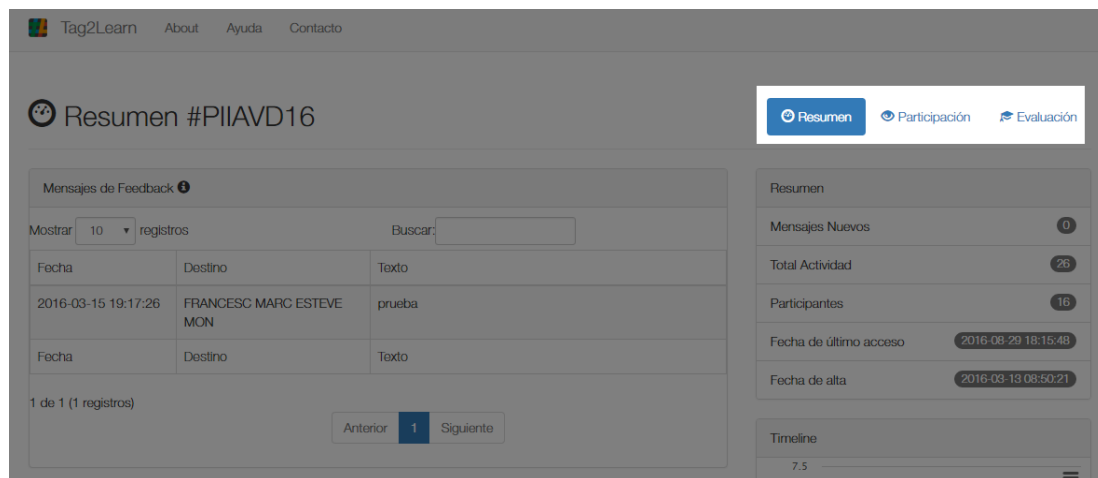 Tag2Learn About Ayuda Contacto
Resumen #PIIAVD16
Resumen Participación Evaluación
Mensajes de Feedback
Mostrar 10 registros Buscar:
Fecha Destino Texto
2016-03-15 19:17:26 FRANCESC MARC ESTEVE prueba
MON
Fecha Destino Texto
1 de 1 (1 registros)
Anterior 1 Siguiente
Resumen
Mensajes Nuevos 0
Total Actividad 26
Participantes 16
Fecha de último acceso 2016-08-29 18:15:48
Fecha de alta 2016-03-13 08:50:21
Timeline
7.5